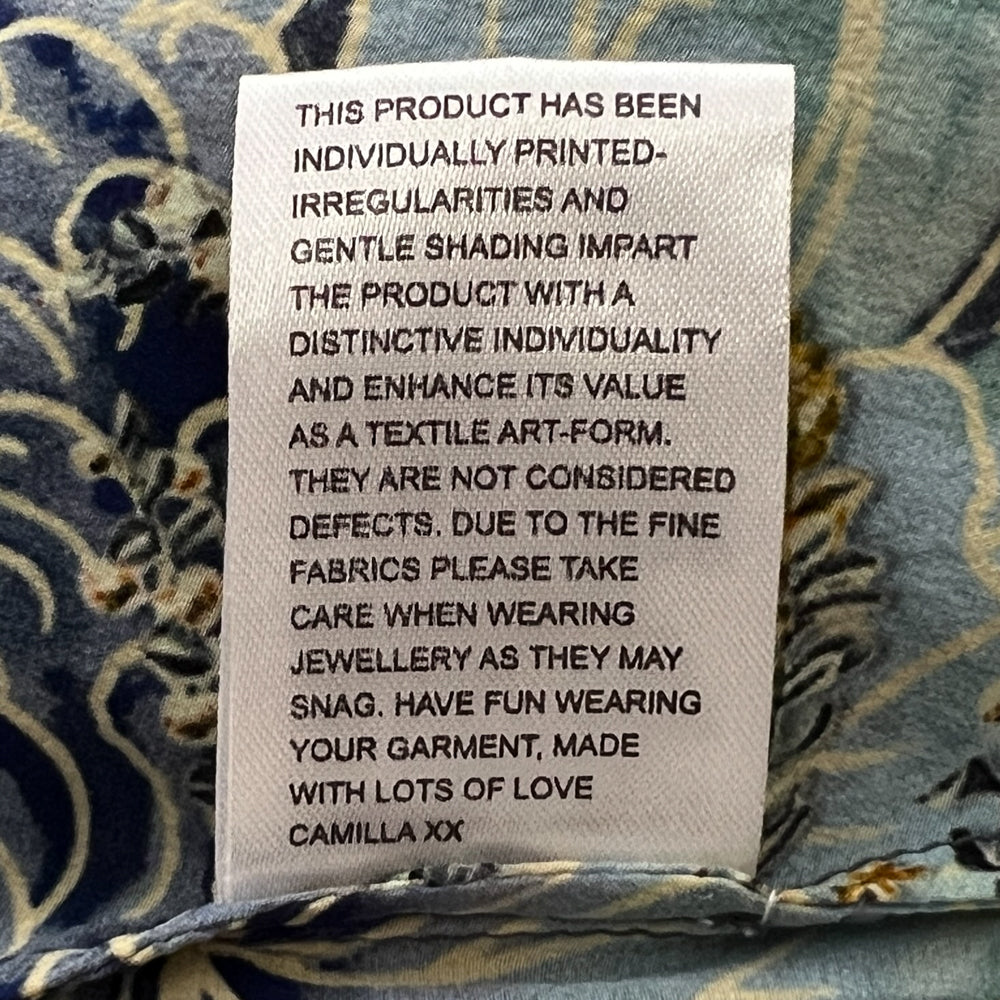 THIS PRODUCT HAS BEEN
INDIVIDUALLY PRINTED-
IRREGULARITIES AND
GENTLE SHADING IMPART
THE PRODUCT WITH A
DISTINCTIVE INDIVIDUALITY
AND ENHANCE ITS VALUE
AS A TEXTILE ART-FORM.
THEY ARE NOT CONSIDERED
DEFECTS. DUE TO THE FINE
FABRICS PLEASE TAKE
CARE WHEN WEARING
JEWELLERY AS THEY MAY
SNAG. HAVE FUN WEARING
YOUR GARMENT, MADE
WITH LOTS OF LOVE
CAMILLA XX